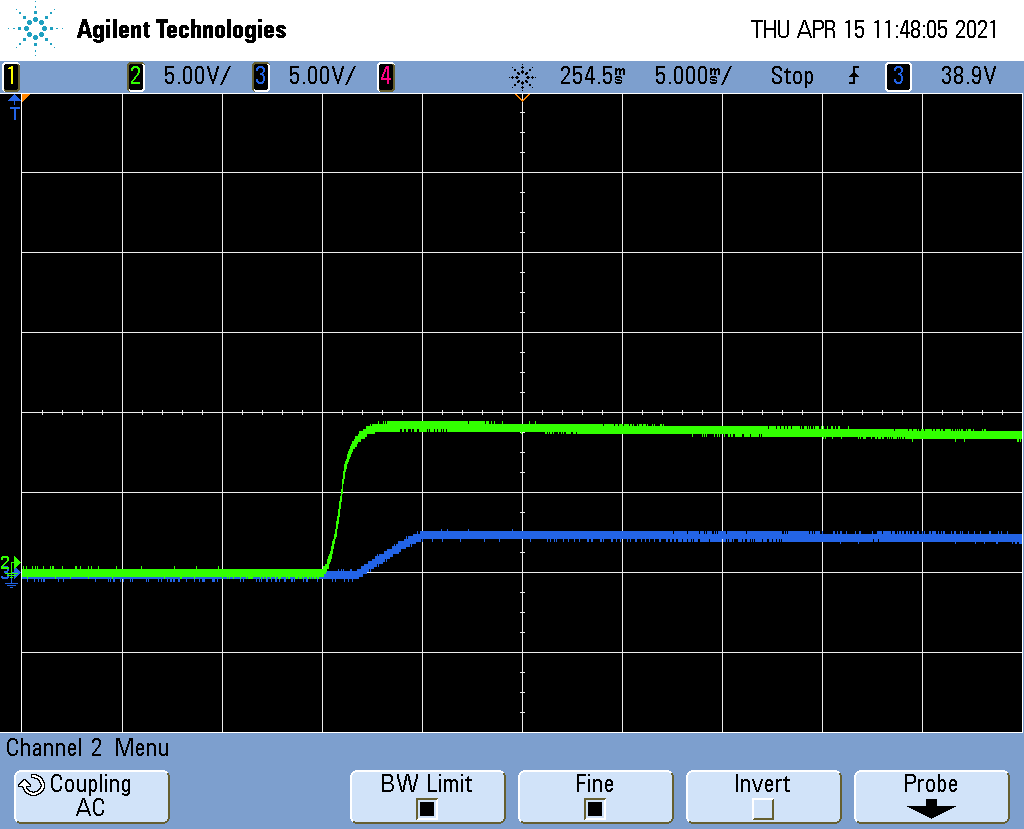 Agilent Technologies
THU APR 15 11:48:05 2021
1 2 5.00V/ 3 5.00V/ 4 254.5ms 5.000ms/ Stop 3 38.9V
T
2
3
Channel 2 Menu
Coupling
AC
BW Limit
Fine
Invert
Probe